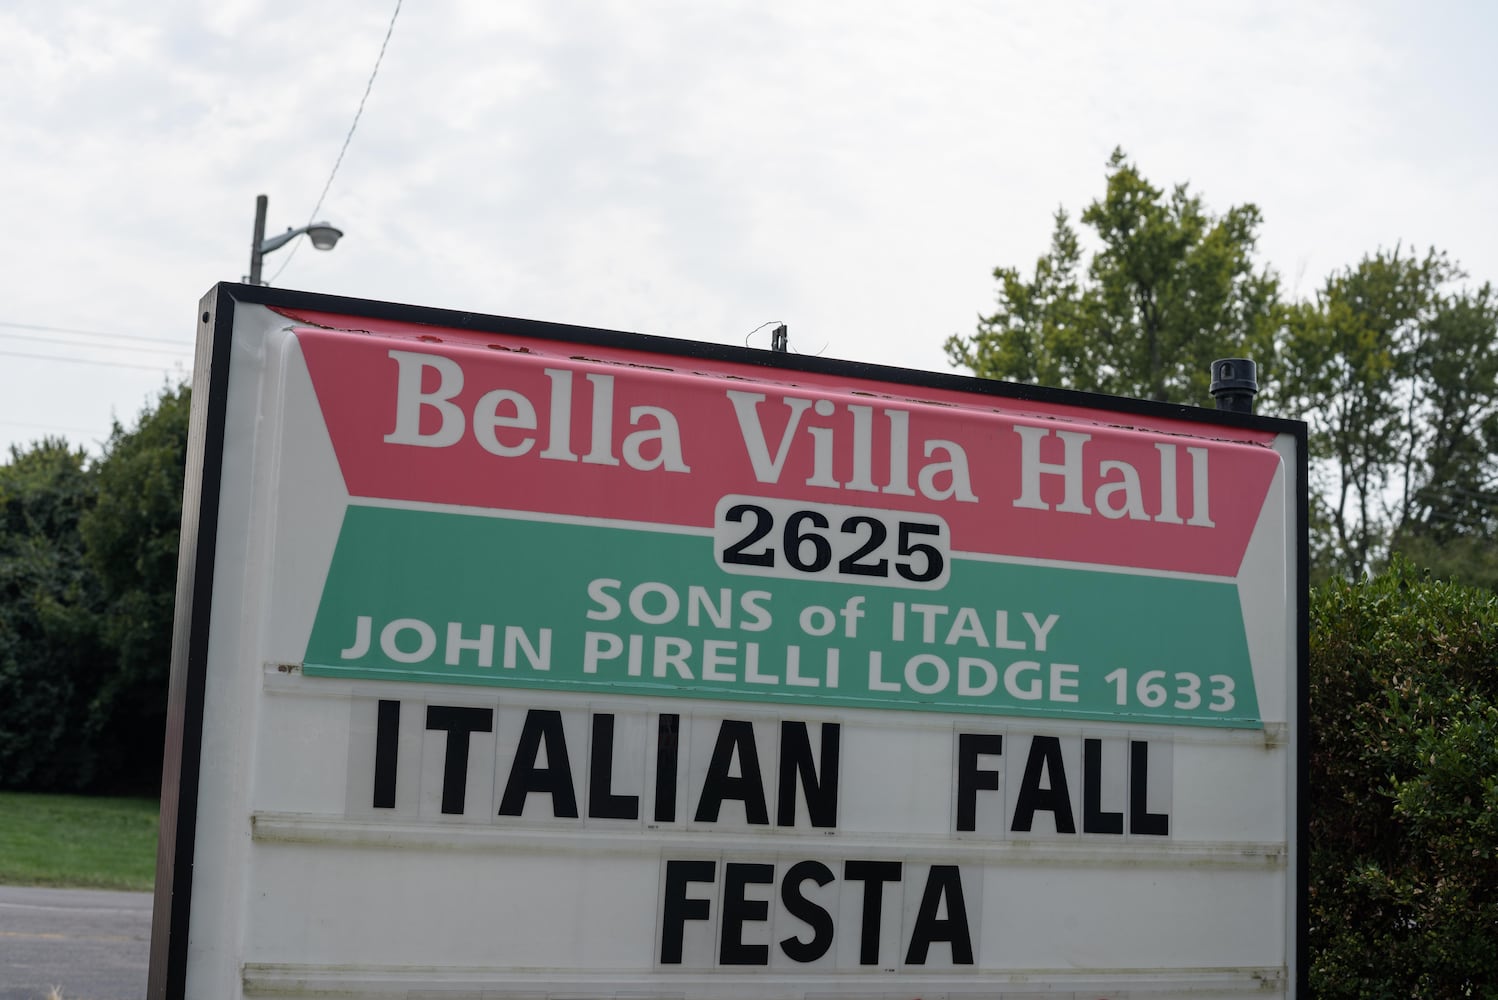 Bella Villa Hall
2625
SONS of ITALY
JOHN PIRELLI LODGE 1633
ITALIAN FALL
FESTA